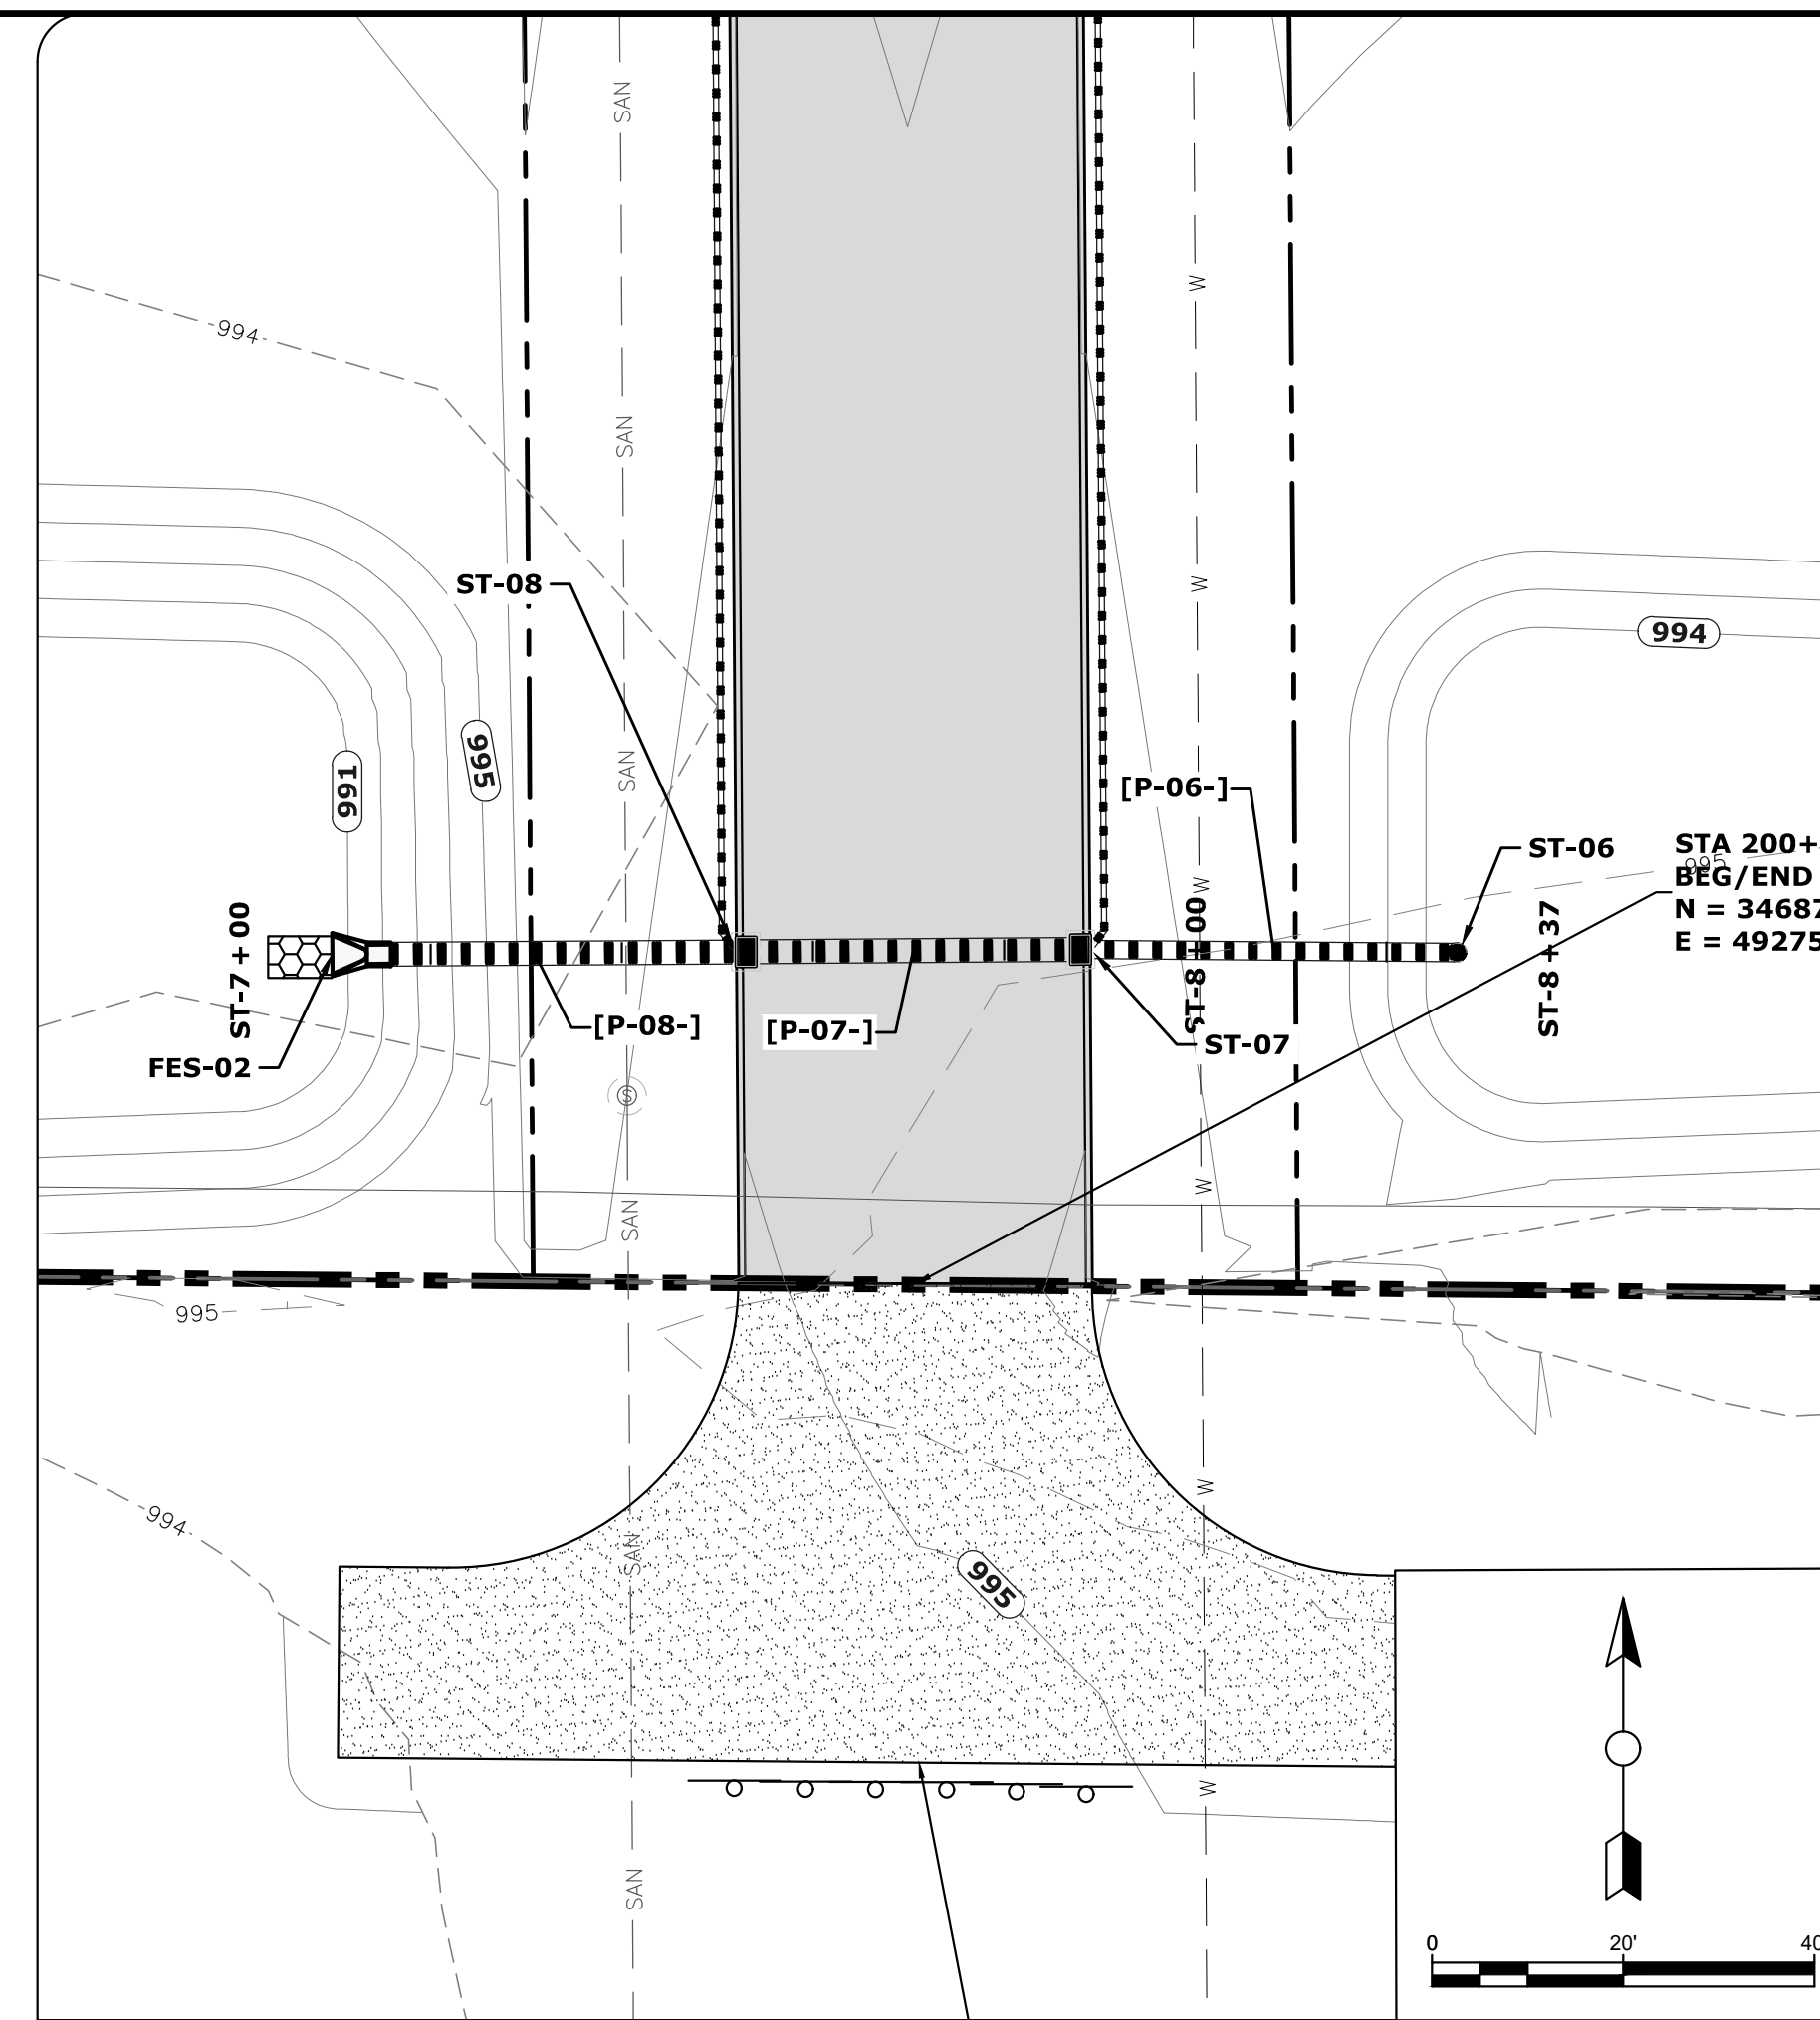 SAN
W
994
SAN
ST-08
W
994
995
991
SAN
[P-06-]
ST-06
STA 200+
995
BEG/END
N = 34687
E = 49275
W
ST-7+00
ST-8+00
ST-8+37
[P-08-]
[P-07-]
ST-07
FES-02
S
W
SAN
995
W
994
SAN
995
W
SAN
0 20' 40